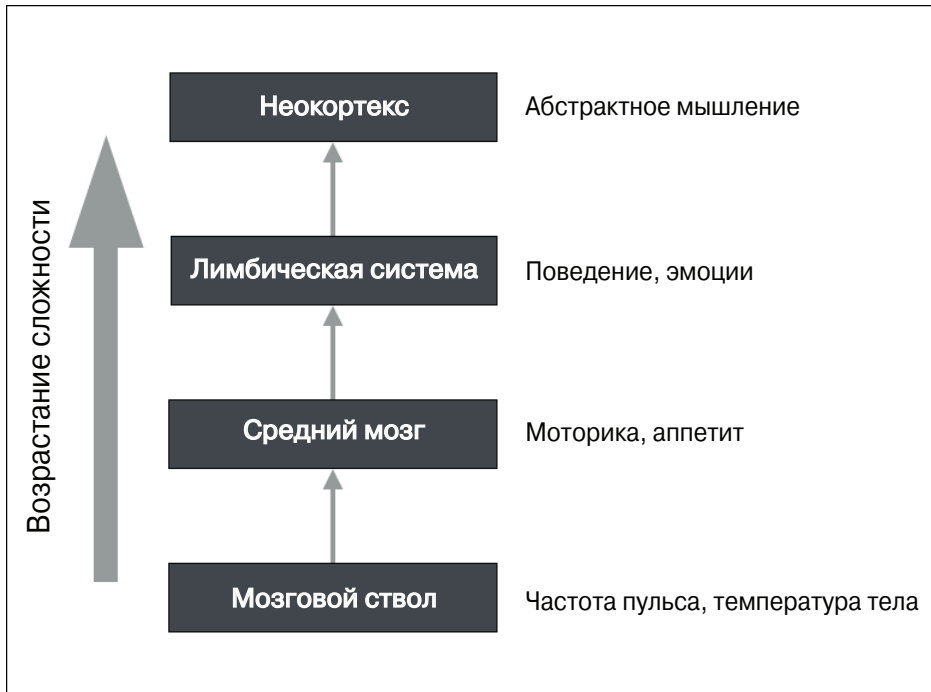 Неокортекс
Абстрактное мышление
Возрастание сложности
Лимбическая система
Поведение, эмоции
Средний мозг
Моторика, аппетит
Мозговой ствол
Частота пульса, температура тела